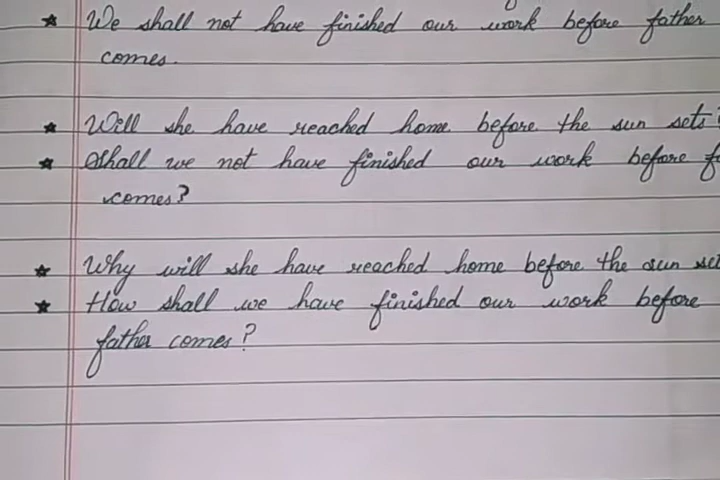 ★ We shall not have finished our work before father
comes.
★ Will she have reached home before the sun sets
★ Shall we not have finished our work before
comes?
★ Why will she have reached home before the sun
★ How shall we have finished our work before
father comes?